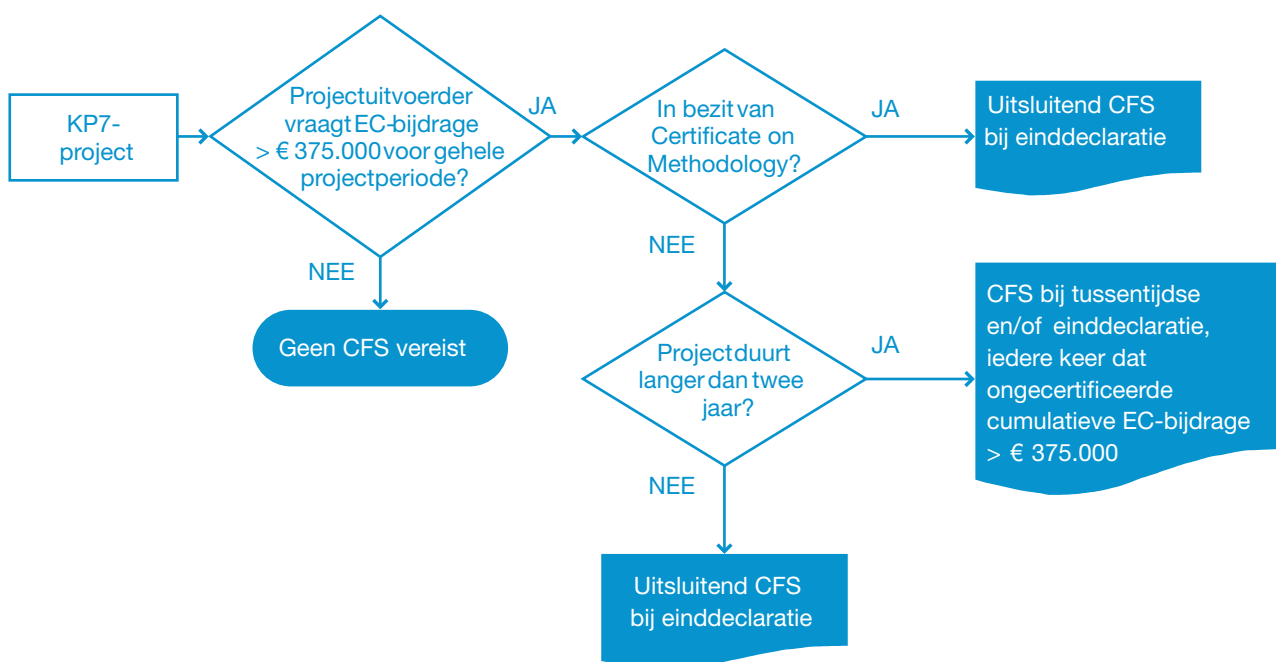 KP7-
project
Projectuitvoerder
vraagt EC-bijdrage
> € 375.000 voor gehele
projectperiode?
JA
In bezit van
Certificate on
Methodology?
JA
Uitsluitend CFS
bij einddeclaratie
NEE
Geen CFS vereist
NEE
Project duurt
langer dan twee
jaar?
JA
CFS bij tussentijdse
en/of einddeclaratie,
iedere keer dat
ongecertificeerde
cumulatieve EC-bijdrage
> € 375.000
NEE
Uitsluitend CFS
bij einddeclaratie